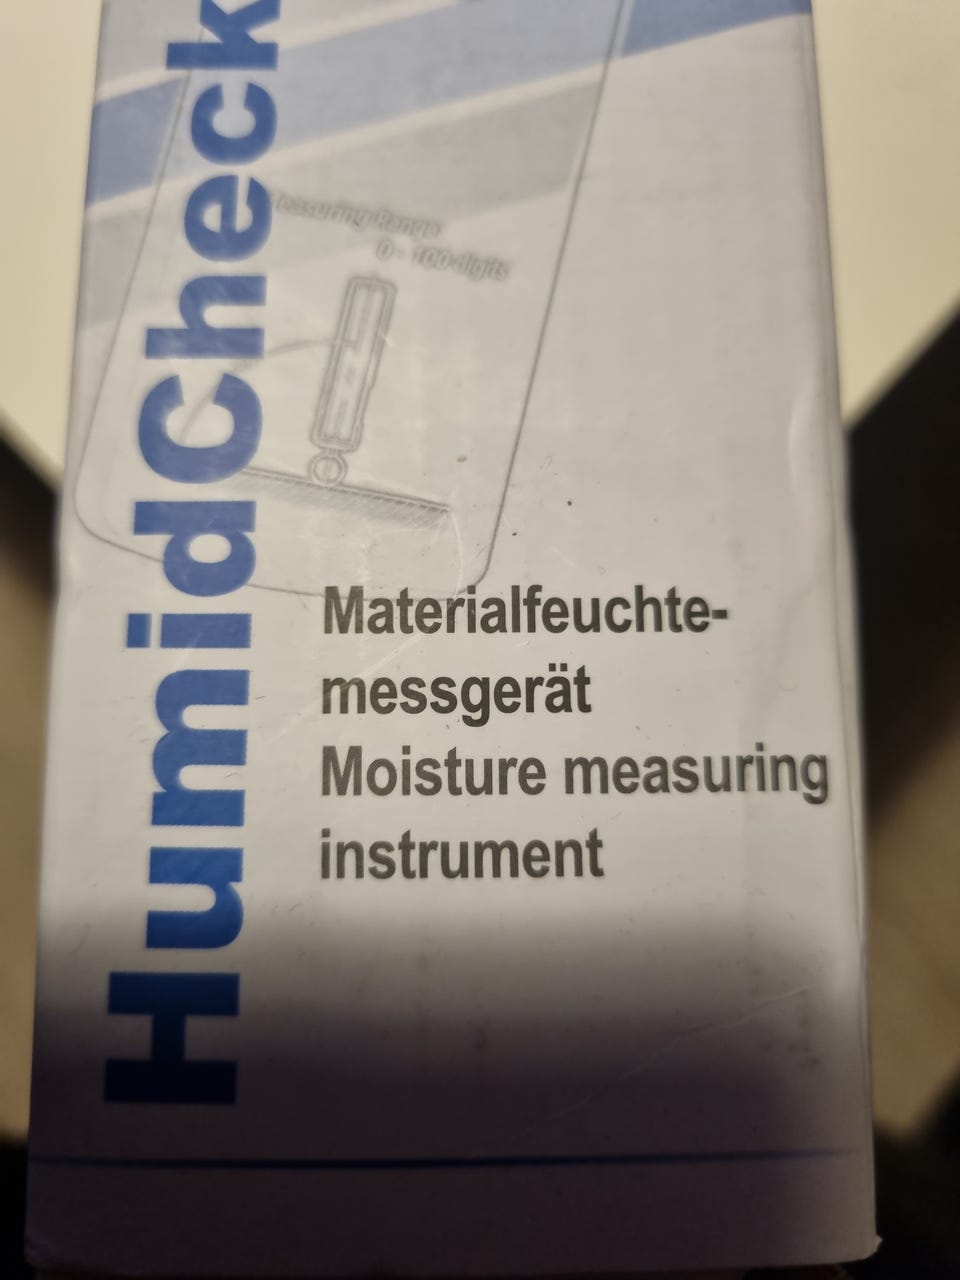 HumidCheck
Measuring Range:
0 - 100 digits
Materialfeuchte-
messgerät
Moisture measuring
instrument